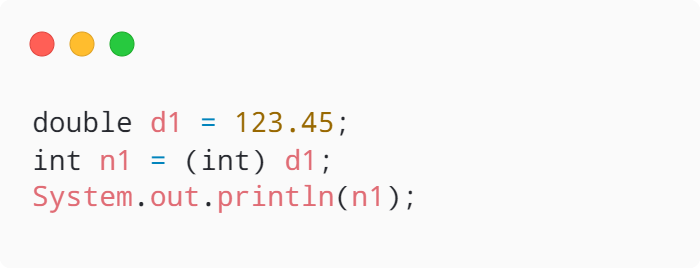 double d1 = 123.45;
int n1 = (int) d1;
System.out.println(n1);